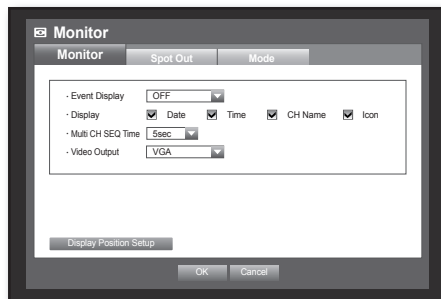 Monitor
Monitor Spot Out Mode
· Event Display OFF
· Display Date Time CH Name Icon
· Multi CH SEQ Time 5sec
· Video Output VGA
Display Position Setup
OK Cancel